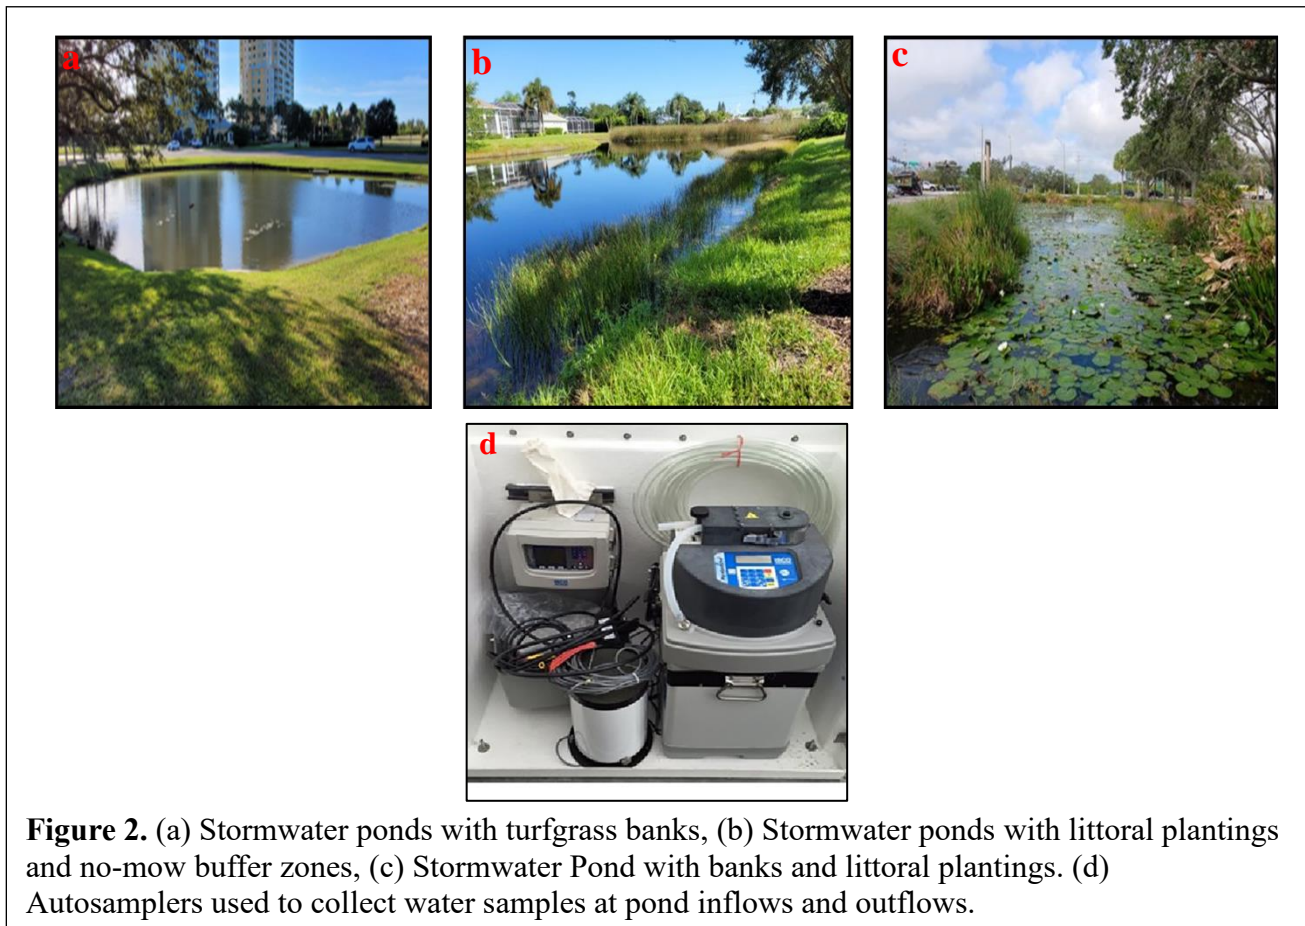 a
b
c
d
ISCO
Figure 2. (a) Stormwater ponds with turfgrass banks, (b) Stormwater ponds with littoral plantings
and no-mow buffer zones, (c) Stormwater Pond with banks and littoral plantings. (d)
Autosamplers used to collect water samples at pond inflows and outflows.